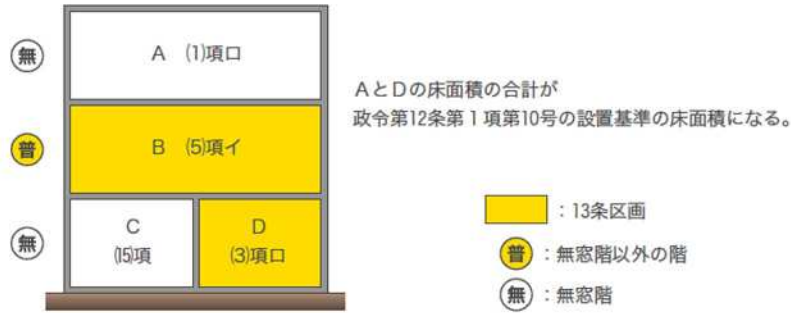 無
A (1)項ロ
普
B (5)項イ
無
C
(15)項
D
(3)項ロ
AとDの床面積の合計が
政令第12条第1項第10号の設置基準の床面積になる。
：13条区画
普：無窓階以外の階
無：無窓階